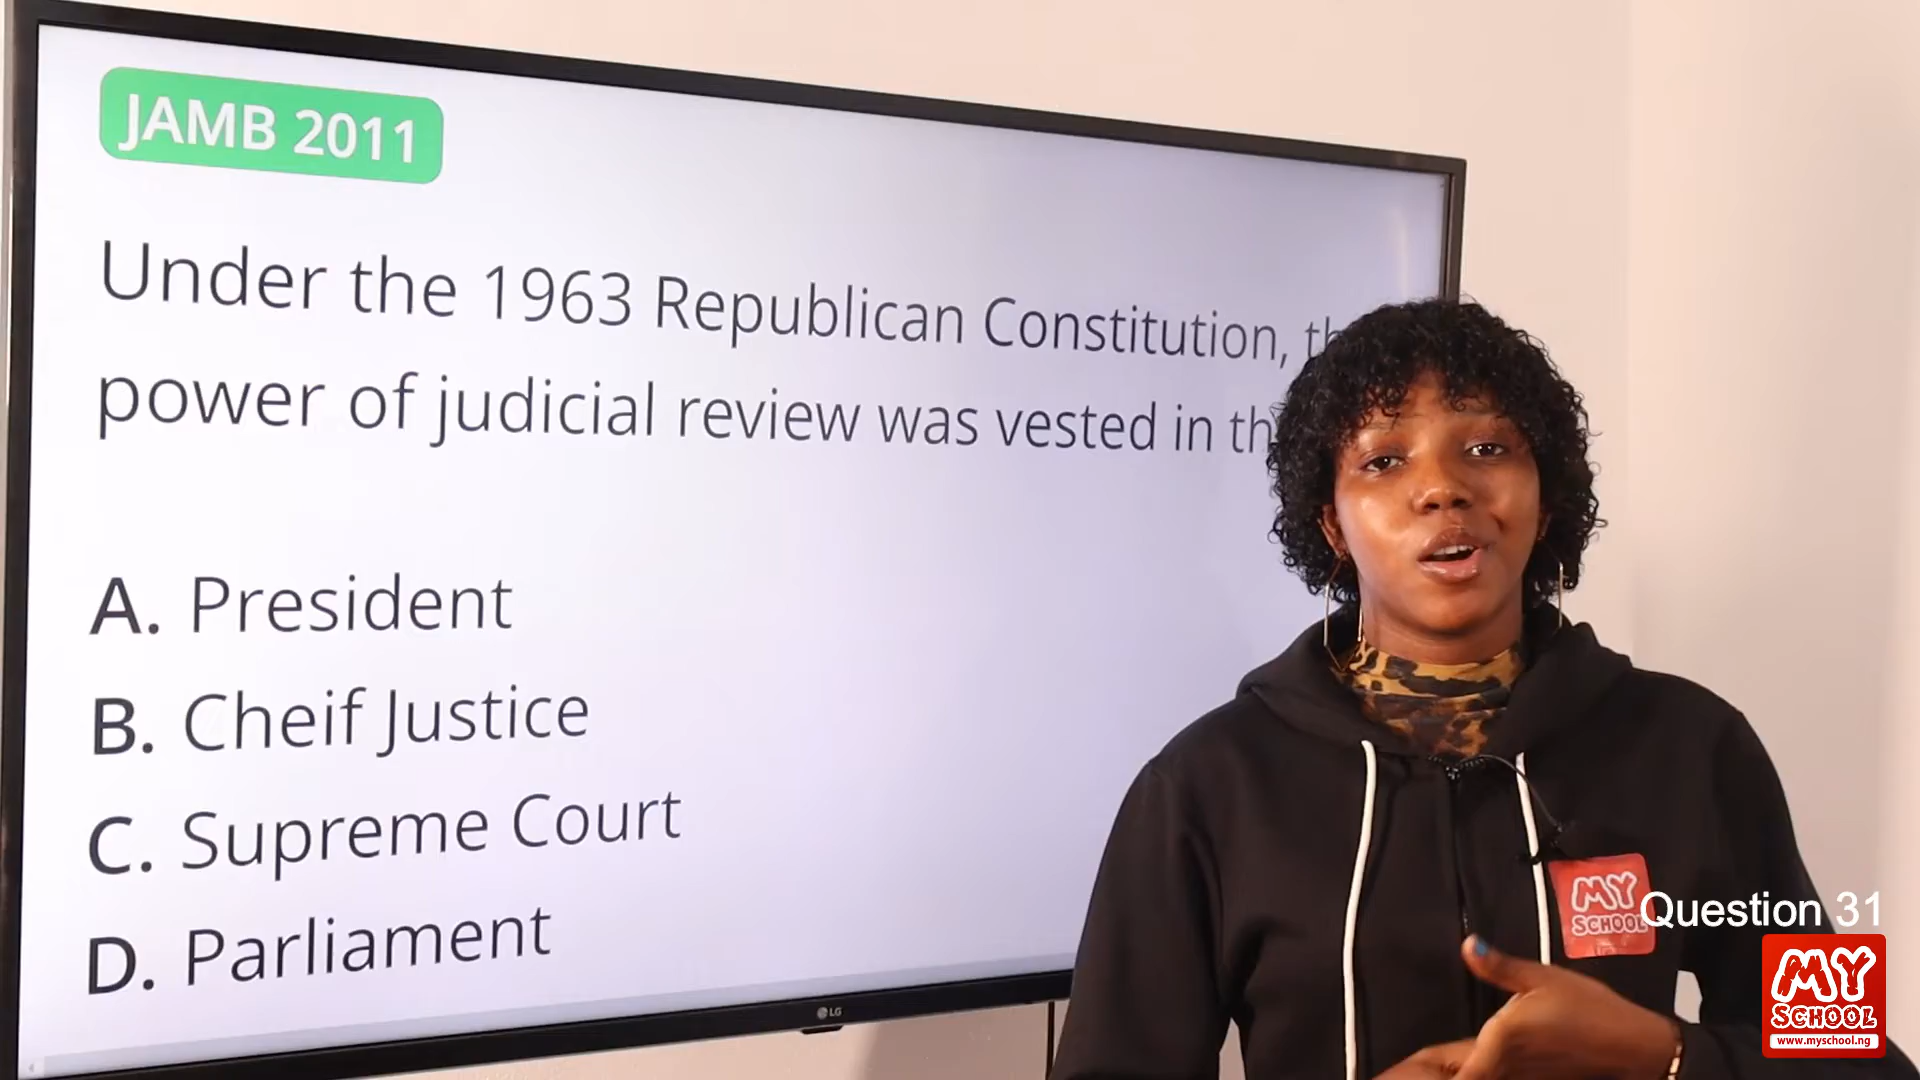 JAMB 2011
Under the 1963 Republican Constitution,
power of judicial review was vested in
A. President
B. Cheif Justice
C. Supreme Court
D. Parliament
LG
MY
SCHOOL
Question 31
MY
SCHOOL
www.myschool.ng